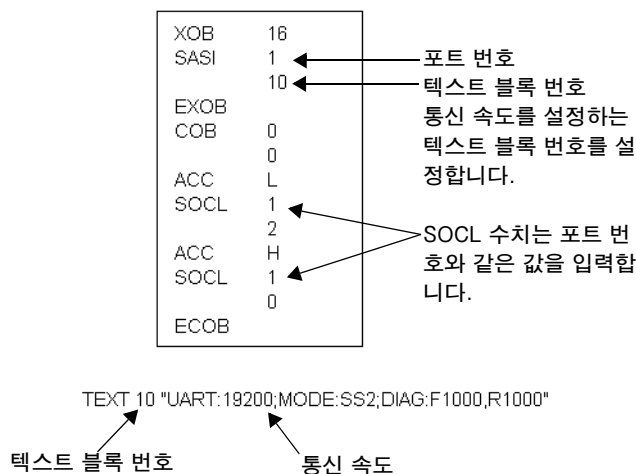 XOB 16
SASI 1
10
EXOB
COB 0
0
ACC L
SOCL 1
2
ACC H
SOCL 1
0
ECOB
포트 번호
텍스트 블록 번호
통신 속도를 설정하는
텍스트 블록 번호를 설
정합니다.
SOCL 수치는 포트 번
호와 같은 값을 입력합
니다.
TEXT 10 "UART:19200;MODE:SS2;DIAG:F1000,R1000"
텍스트 블록 번호
통신 속도